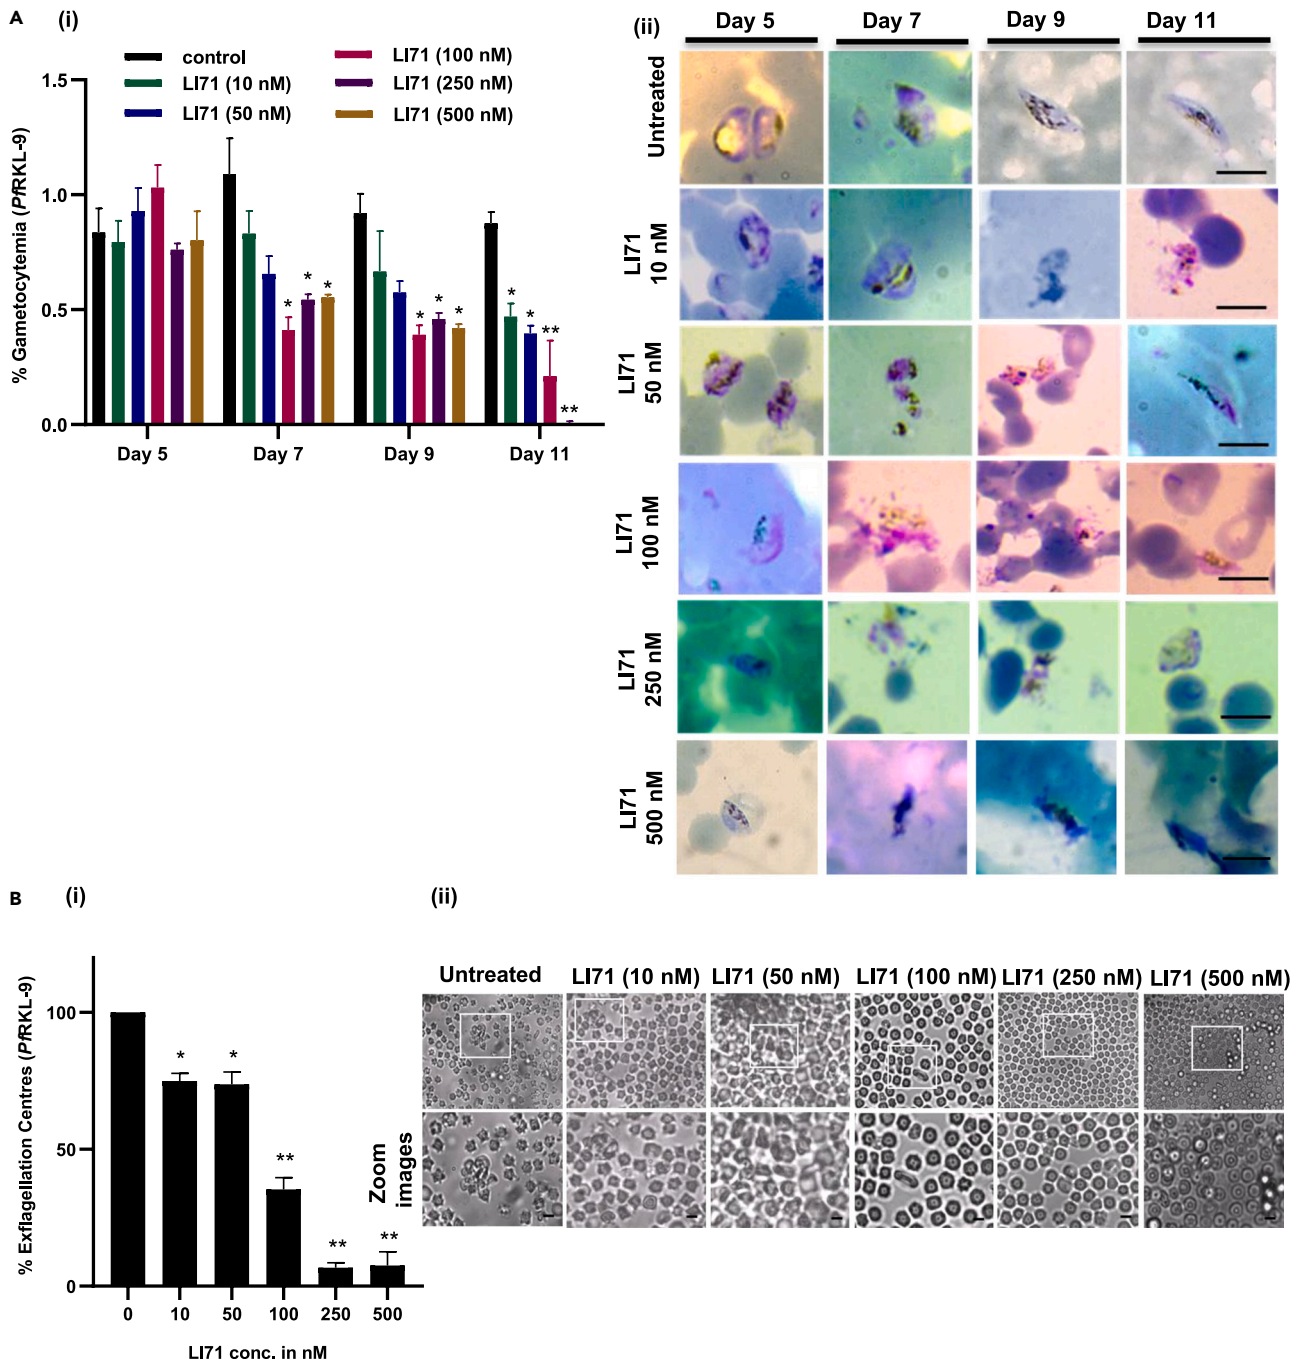 A
(i)
control
LI71 (10 nM)
LI71 (50 nM)
LI71 (100 nM)
LI71 (250 nM)
LI71 (500 nM)
% Gametocytemia (PfRKL-9)
1.5
1.0
0.5
0.0
* * *
* * *
* * ** **
Day 5 Day 7 Day 9 Day 11
(ii)
Day 5 Day 7 Day 9 Day 11
Untreated
LI71
10 nM
LI71
50 nM
LI71
100 nM
LI71
250 nM
LI71
500 nM
B
(i)
% Exflagellation Centres (PfRKL-9)
100
50
0
* * ** ** **
0 10 50 100 250 500
LI71 conc. in nM
(ii)
Untreated LI71 (10 nM) LI71 (50 nM) LI71 (100 nM) LI71 (250 nM) LI71 (500 nM)
Zoom
images